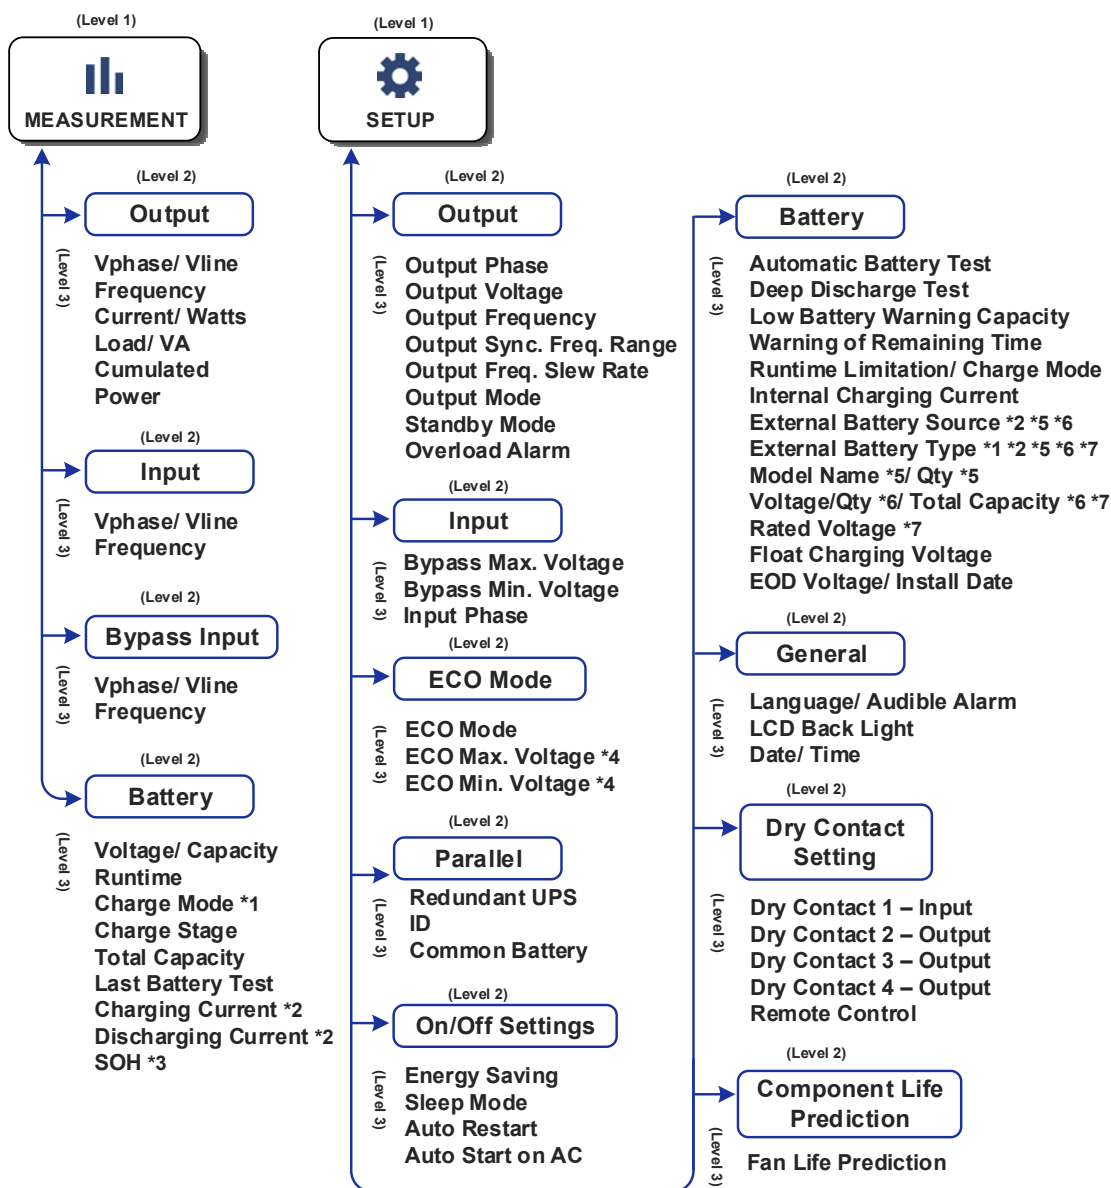 (Level 1)
MEASUREMENT
(Level 2)
Output
(Level 3)
Vphase/ Vline
Frequency
Current/ Watts
Load/ VA
Cumulated
Power
(Level 2)
Input
(Level 3)
Vphase/ Vline
Frequency
(Level 2)
Bypass Input
(Level 3)
Vphase/ Vline
Frequency
(Level 2)
Battery
(Level 3)
Voltage/ Capacity
Runtime
Charge Mode *1
Charge Stage
Total Capacity
Last Battery Test
Charging Current *2
Discharging Current *2
SOH *3
(Level 1)
SETUP
(Level 2)
Output
(Level 3)
Output Phase
Output Voltage
Output Frequency
Output Sync. Freq. Range
Output Freq. Slew Rate
Output Mode
Standby Mode
Overload Alarm
(Level 2)
Input
(Level 3)
Bypass Max. Voltage
Bypass Min. Voltage
Input Phase
(Level 2)
ECO Mode
(Level 3)
ECO Mode
ECO Max. Voltage *4
ECO Min. Voltage *4
(Level 2)
Parallel
(Level 3)
Redundant UPS
ID
Common Battery
(Level 2)
On/Off Settings
(Level 3)
Energy Saving
Sleep Mode
Auto Restart
Auto Start on AC
(Level 2)
Battery
(Level 3)
Automatic Battery Test
Deep Discharge Test
Low Battery Warning Capacity
Warning of Remaining Time
Runtime Limitation/ Charge Mode
Internal Charging Current
External Battery Source *2 *5 *6
External Battery Type *1 *2 *5 *6 *7
Model Name *5/ Qty *5
Voltage/Qty *6/ Total Capacity *6 *7
Rated Voltage *7
Float Charging Voltage
EOD Voltage/ Install Date
(Level 2)
General
(Level 3)
Language/ Audible Alarm
LCD Back Light
Date/ Time
(Level 2)
Dry Contact
Setting
(Level 3)
Dry Contact 1 – Input
Dry Contact 2 – Output
Dry Contact 3 – Output
Dry Contact 4 – Output
Remote Control
(Level 2)
Component Life
Prediction
(Level 3)
Fan Life Prediction